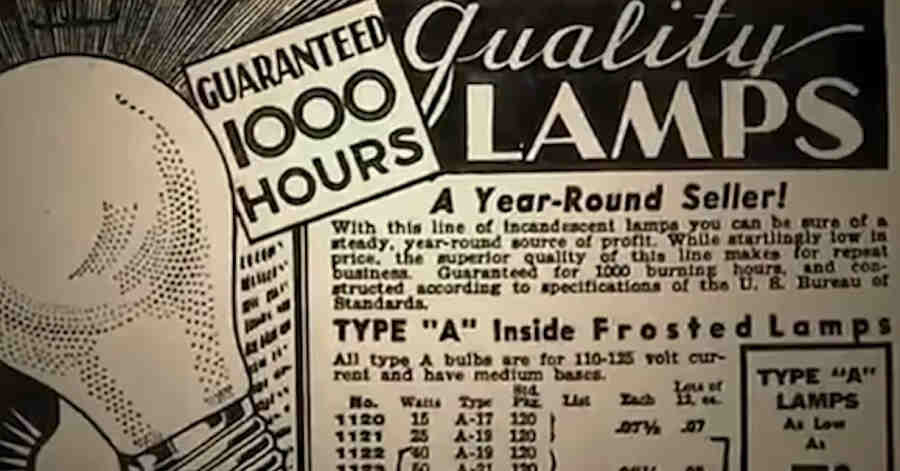 GUARANTEED
1000
HOURS
Quality
LAMPS
A Year-Round Seller!
With this line of incandescent lamps you can be sure of a
steady, year-round source of profit. While startlingly low in
price, the superior quality of this line makes for repeat
business. Guaranteed for 1000 burning hours, and con-
structed according to specifications of the U. S. Bureau of
Standards.
TYPE "A" Inside Frosted Lamps
All type A bulbs are for 110-125 volt cur-
rent and have medium bases.
No. Watts Type Std. Pkg. List Each Lots of 12, ea.
1120 15 A-17 120
1121 25 A-19 120 .07½ .07
1122 40 A-19 120
50 A-21 120
TYPE "A"
LAMPS
As Low
As